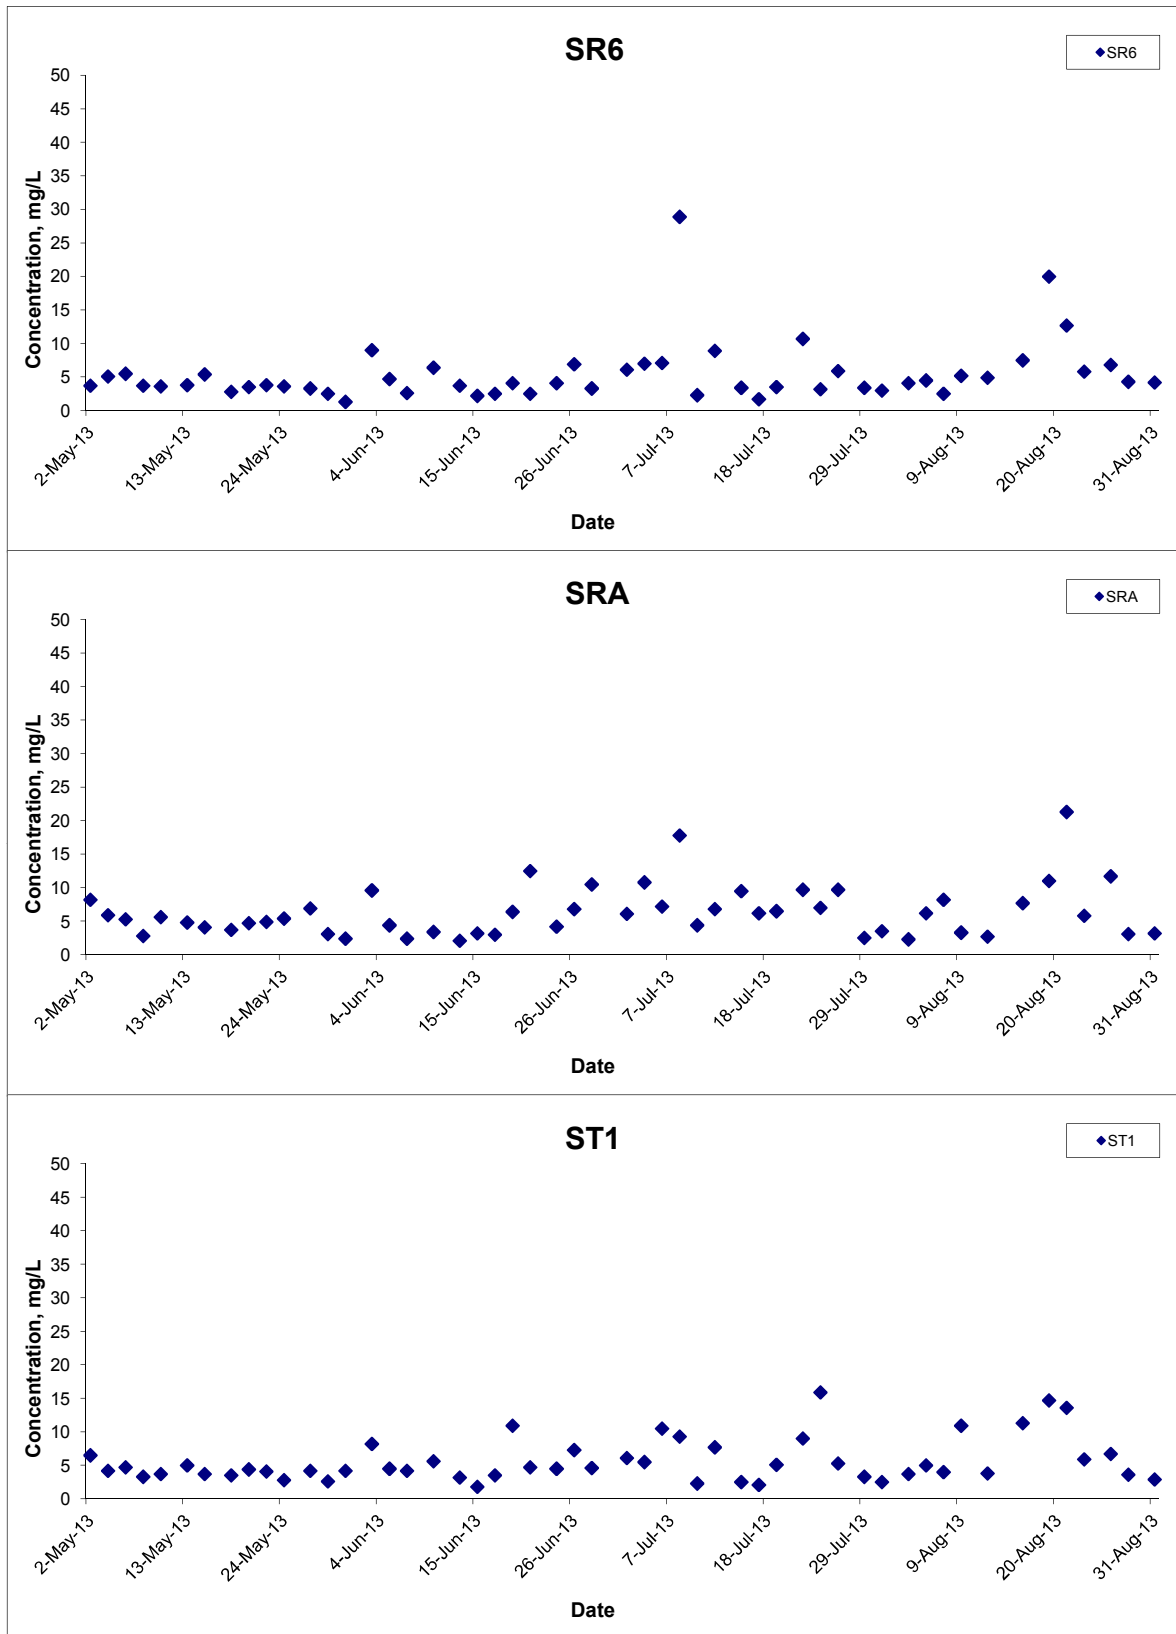 SR6
SR6
50
45
40
35
30
25
20
15
10
5
0
Concentration, mg/L
2-May-13
13-May-13
24-May-13
4-Jun-13
15-Jun-13
26-Jun-13
7-Jul-13
18-Jul-13
29-Jul-13
9-Aug-13
20-Aug-13
31-Aug-13
Date
SRA
SRA
50
45
40
35
30
25
20
15
10
5
0
Concentration, mg/L
2-May-13
13-May-13
24-May-13
4-Jun-13
15-Jun-13
26-Jun-13
7-Jul-13
18-Jul-13
29-Jul-13
9-Aug-13
20-Aug-13
31-Aug-13
Date
ST1
ST1
50
45
40
35
30
25
20
15
10
5
0
Concentration, mg/L
2-May-13
13-May-13
24-May-13
4-Jun-13
15-Jun-13
26-Jun-13
7-Jul-13
18-Jul-13
29-Jul-13
9-Aug-13
20-Aug-13
31-Aug-13
Date